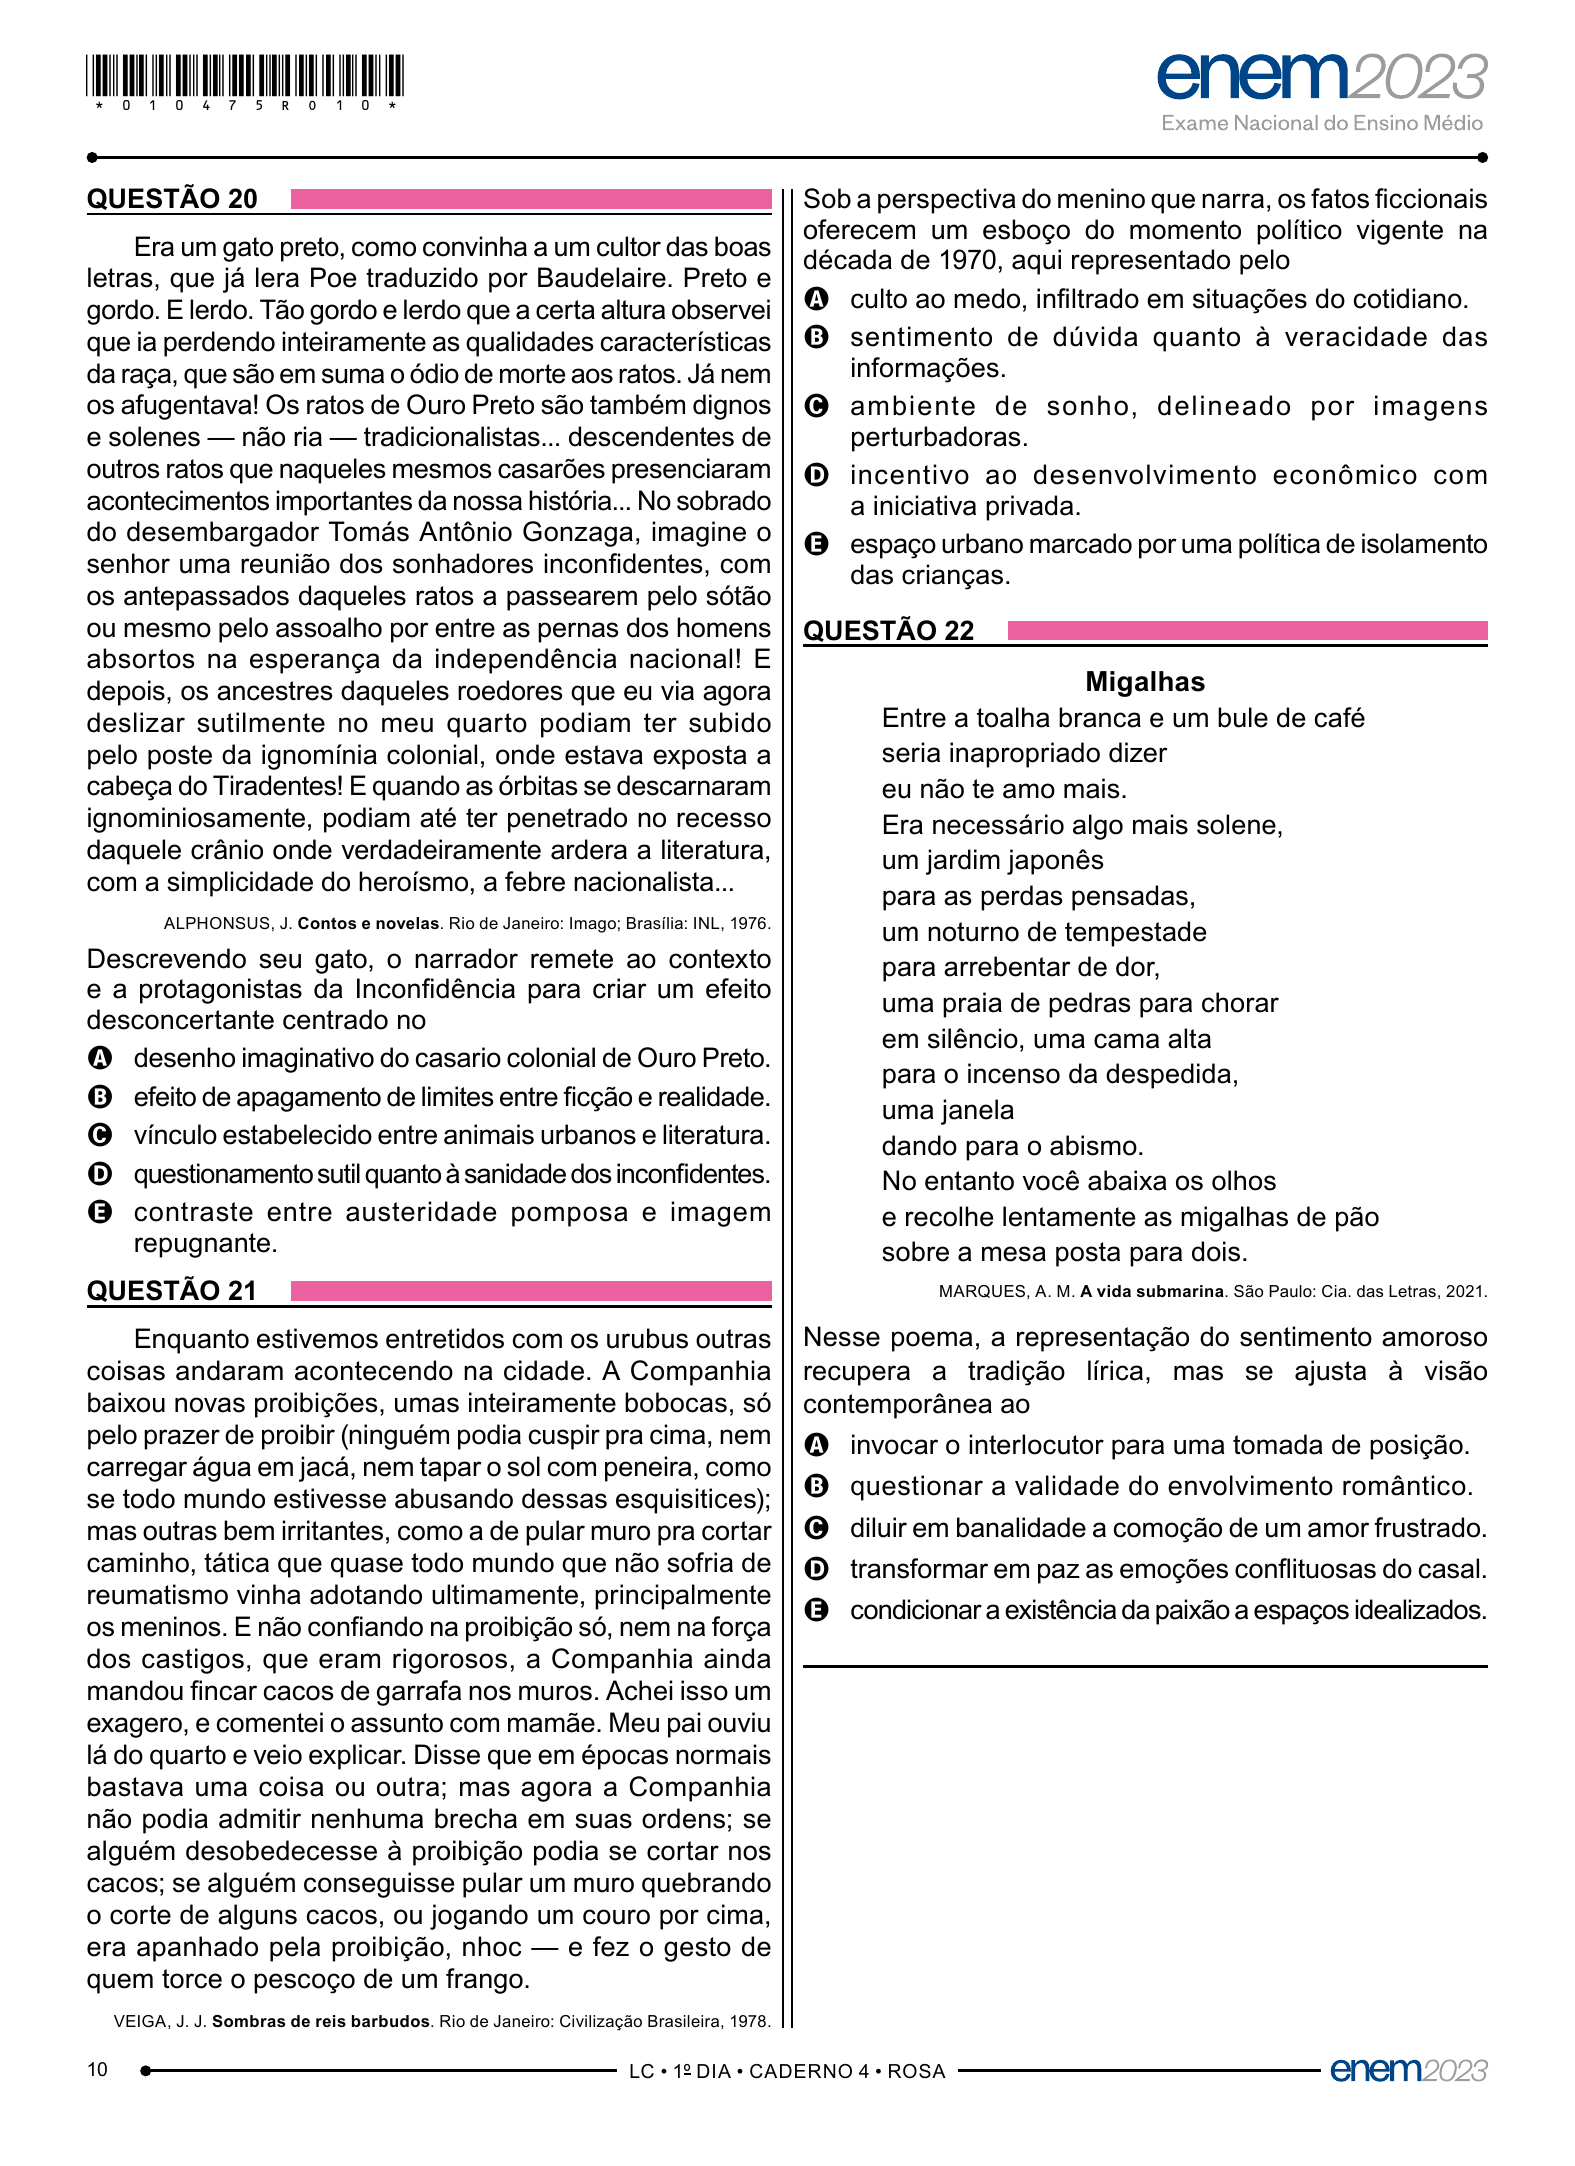 *010475R010*
enem2023
Exame Nacional do Ensino Médio
QUESTÃO 20
Era um gato preto, como convinha a um cultor das boas
letras, que já lera Poe traduzido por Baudelaire. Preto e
gordo. E lerdo. Tão gordo e lerdo que a certa altura observei
que ia perdendo inteiramente as qualidades características
da raça, que são em suma o ódio de morte aos ratos. Já nem
os afugentava! Os ratos de Ouro Preto são também dignos
e solenes — não ria — tradicionalistas... descendentes de
outros ratos que naqueles mesmos casarões presenciaram
acontecimentos importantes da nossa história... No sobrado
do desembargador Tomás Antônio Gonzaga, imagine o
senhor uma reunião dos sonhadores inconfidentes, com
os antepassados daqueles ratos a passearem pelo sótão
ou mesmo pelo assoalho por entre as pernas dos homens
absortos na esperança da independência nacional! E
depois, os ancestres daqueles roedores que eu via agora
deslizar sutilmente no meu quarto podiam ter subido
pelo poste da ignomínia colonial, onde estava exposta a
cabeça do Tiradentes! E quando as órbitas se descarnaram
ignominiosamente, podiam até ter penetrado no recesso
daquele crânio onde verdadeiramente ardera a literatura,
com a simplicidade do heroísmo, a febre nacionalista...
ALPHONSUS, J. Contos e novelas. Rio de Janeiro: Imago; Brasília: INL, 1976.
Descrevendo seu gato, o narrador remete ao contexto
e a protagonistas da Inconfidência para criar um efeito
desconcertante centrado no
A desenho imaginativo do casario colonial de Ouro Preto.
B efeito de apagamento de limites entre ficção e realidade.
C vínculo estabelecido entre animais urbanos e literatura.
D questionamento sutil quanto à sanidade dos inconfidentes.
E contraste entre austeridade pomposa e imagem
repugnante.
QUESTÃO 21
Enquanto estivemos entretidos com os urubus outras
coisas andaram acontecendo na cidade. A Companhia
baixou novas proibições, umas inteiramente bobocas, só
pelo prazer de proibir (ninguém podia cuspir pra cima, nem
carregar água em jacá, nem tapar o sol com peneira, como
se todo mundo estivesse abusando dessas esquisitices);
mas outras bem irritantes, como a de pular muro pra cortar
caminho, tática que quase todo mundo que não sofria de
reumatismo vinha adotando ultimamente, principalmente
os meninos. E não confiando na proibição só, nem na força
dos castigos, que eram rigorosos, a Companhia ainda
mandou fincar cacos de garrafa nos muros. Achei isso um
exagero, e comentei o assunto com mamãe. Meu pai ouviu
lá do quarto e veio explicar. Disse que em épocas normais
bastava uma coisa ou outra; mas agora a Companhia
não podia admitir nenhuma brecha em suas ordens; se
alguém desobedecesse à proibição podia se cortar nos
cacos; se alguém conseguisse pular um muro quebrando
o corte de alguns cacos, ou jogando um couro por cima,
era apanhado pela proibição, nhoc — e fez o gesto de
quem torce o pescoço de um frango.
VEIGA, J. J. Sombras de reis barbudos. Rio de Janeiro: Civilização Brasileira, 1978.
Sob a perspectiva do menino que narra, os fatos ficcionais
oferecem um esboço do momento político vigente na
década de 1970, aqui representado pelo
A culto ao medo, infiltrado em situações do cotidiano.
B sentimento de dúvida quanto à veracidade das
informações.
C ambiente de sonho, delineado por imagens
perturbadoras.
D incentivo ao desenvolvimento econômico com
a iniciativa privada.
E espaço urbano marcado por uma política de isolamento
das crianças.
QUESTÃO 22
Migalhas
Entre a toalha branca e um bule de café
seria inapropriado dizer
eu não te amo mais.
Era necessário algo mais solene,
um jardim japonês
para as perdas pensadas,
um noturno de tempestade
para arrebentar de dor,
uma praia de pedras para chorar
em silêncio, uma cama alta
para o incenso da despedida,
uma janela
dando para o abismo.
No entanto você abaixa os olhos
e recolhe lentamente as migalhas de pão
sobre a mesa posta para dois.
MARQUES, A. M. A vida submarina. São Paulo: Cia. das Letras, 2021.
Nesse poema, a representação do sentimento amoroso
recupera a tradição lírica, mas se ajusta à visão
contemporânea ao
A invocar o interlocutor para uma tomada de posição.
B questionar a validade do envolvimento romântico.
C diluir em banalidade a comoção de um amor frustrado.
D transformar em paz as emoções conflituosas do casal.
E condicionar a existência da paixão a espaços idealizados.
10
LC • 1º DIA • CADERNO 4 • ROSA
enem2023